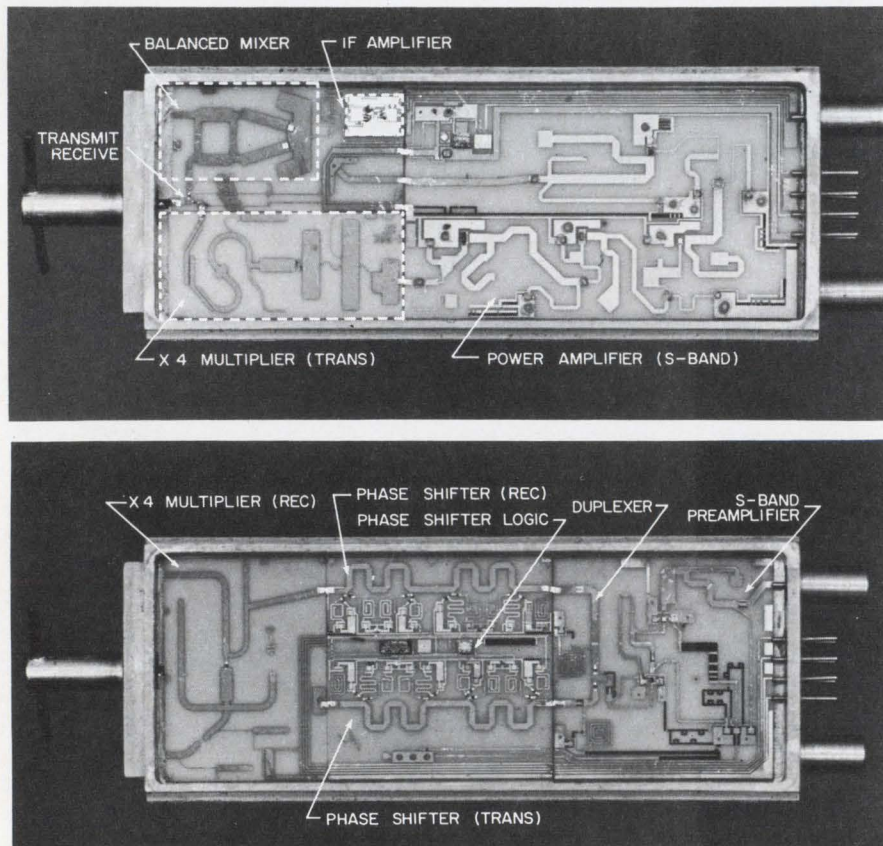 BALANCED MIXER
IF AMPLIFIER
TRANSMIT
RECEIVE
X 4 MULTIPLIER (TRANS)
POWER AMPLIFIER (S-BAND)
X 4 MULTIPLIER (REC)
PHASE SHIFTER (REC)
PHASE SHIFTER LOGIC
DUPLEXER
S-BAND
PREAMPLIFIER
PHASE SHIFTER (TRANS)